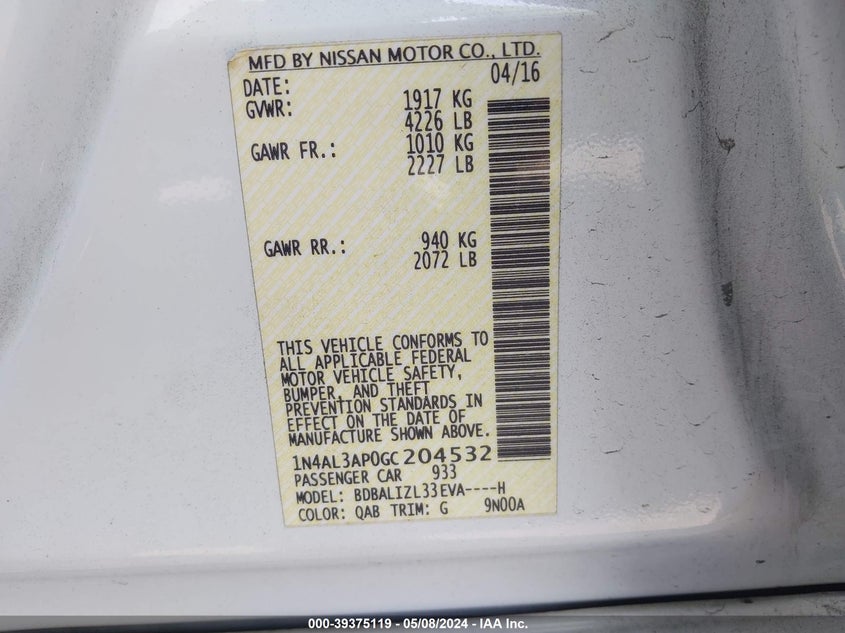 MFD BY NISSAN MOTOR CO., LTD.
DATE: 04/16
GVWR: 1917 KG
4226 LB
GAWR FR.: 1010 KG
2227 LB
GAWR RR.: 940 KG
2072 LB
THIS VEHICLE CONFORMS TO
ALL APPLICABLE FEDERAL
MOTOR VEHICLE SAFETY,
BUMPER, AND THEFT
PREVENTION STANDARDS IN
EFFECT ON THE DATE OF
MANUFACTURE SHOWN ABOVE.
1N4AL3AP0GC204532
PASSENGER CAR 933
MODEL: BDBALIZL33EVA----H
COLOR: QAB TRIM: G 9N00A
000-39375119 - 05/08/2024 - IAA Inc.